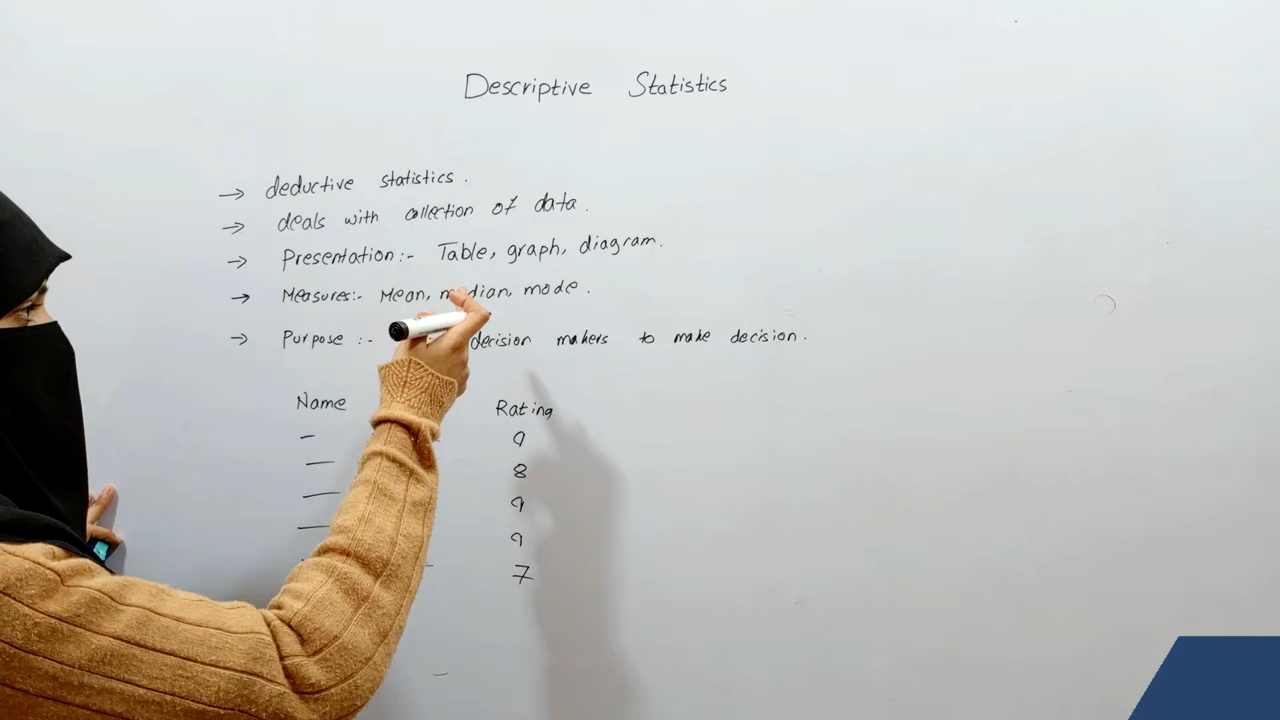 Descriptive Statistics
→ deductive statistics.
→ deals with collection of data.
→ Presentation:- Table, graph, diagram.
→ Measures:- Mean, median, mode.
→ Purpose :- decision makers to make decision.
Name Rating
9
8
9
9
7